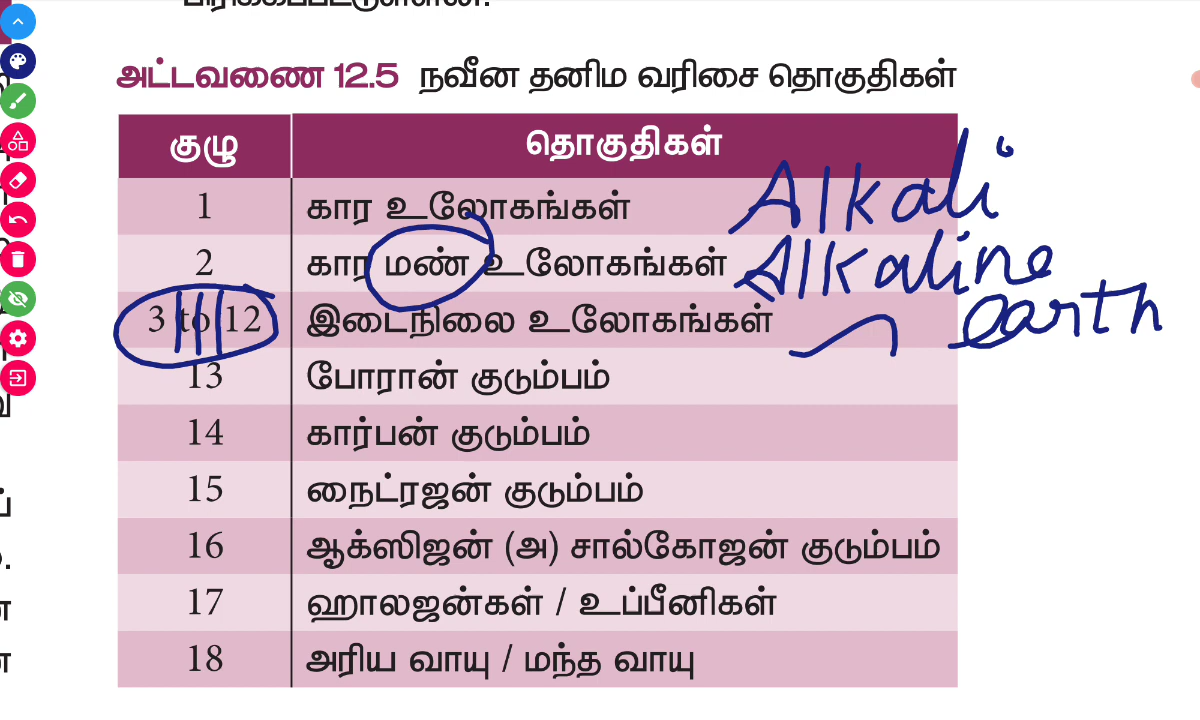 அட்டவணை 12.5 நவீன தனிம வரிசை தொகுதிகள்
குழு தொகுதிகள்
1 கார உலோகங்கள் Alkali
2 கார மண் உலோகங்கள் Alkaline earth
3 to 12 இடைநிலை உலோகங்கள்
13 போரான் குடும்பம்
14 கார்பன் குடும்பம்
15 நைட்ரஜன் குடும்பம்
16 ஆக்ஸிஜன் (அ) சால்கோஜன் குடும்பம்
17 ஹாலஜன்கள் / உப்பீனிகள்
18 அரிய வாயு / மந்த வாயு